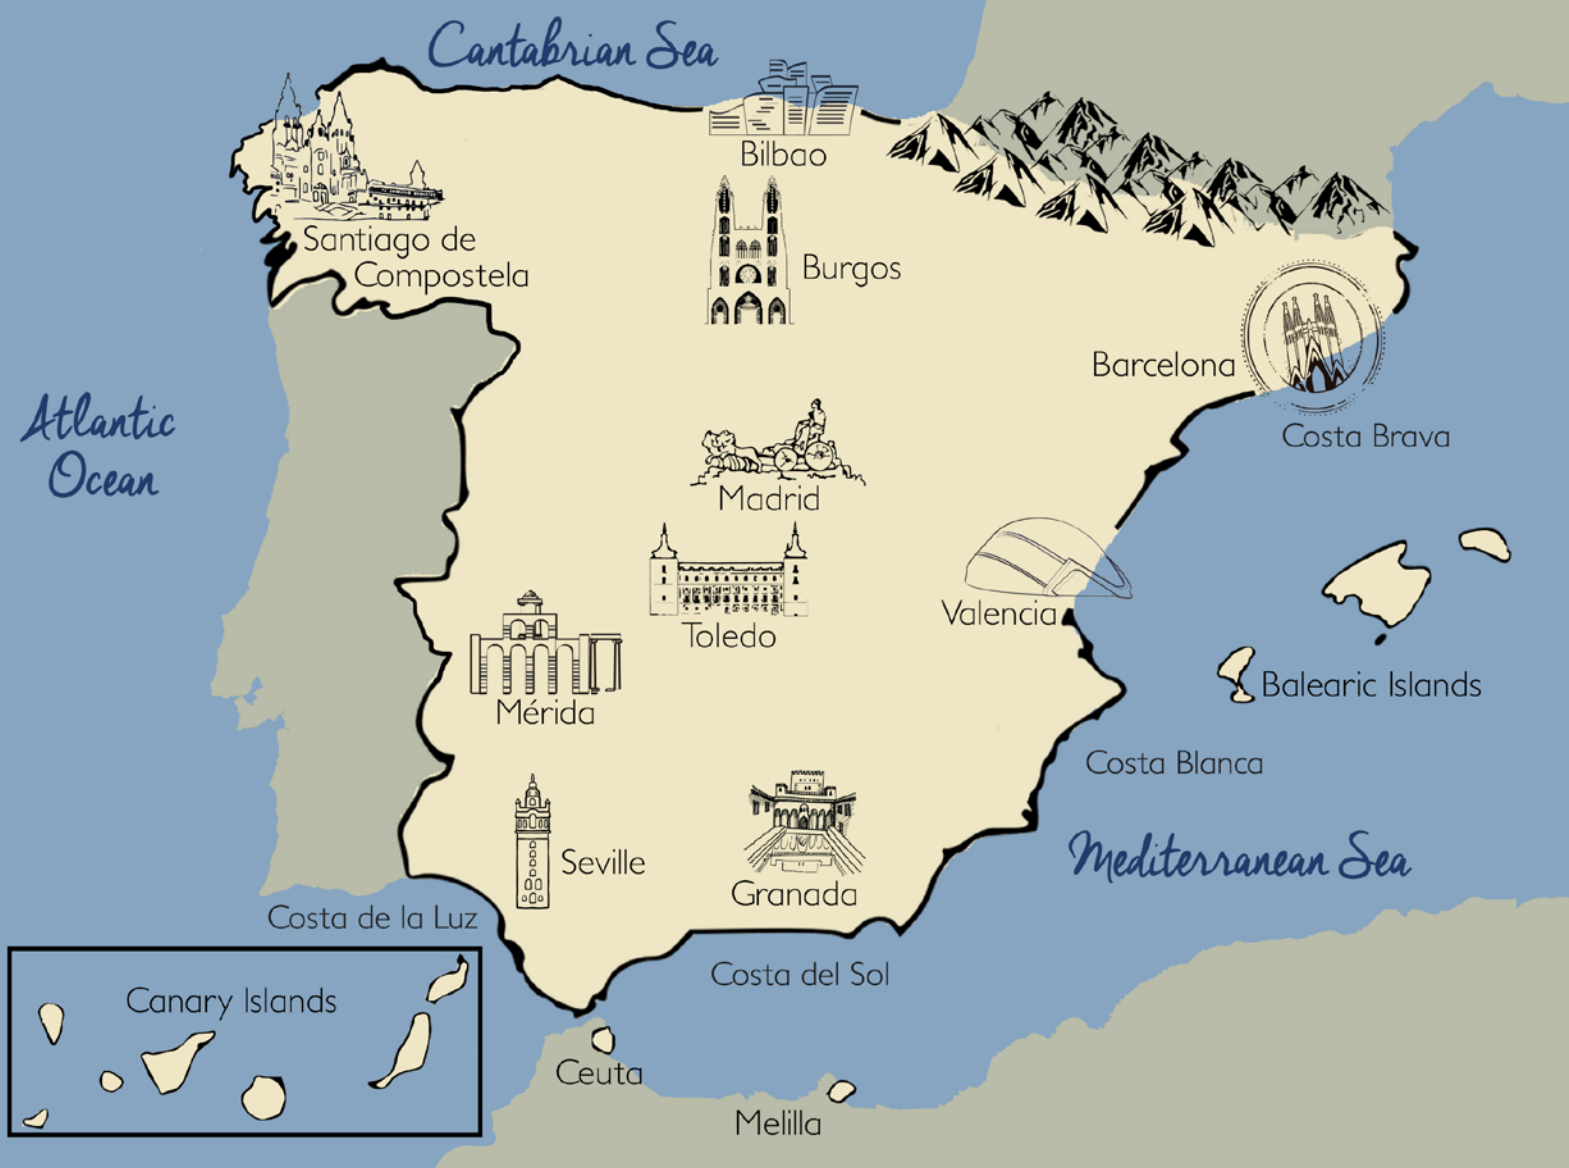 Cantabrian Sea
Bilbao
Santiago de
Compostela
Burgos
Barcelona
Atlantic
Ocean
Costa Brava
Madrid
Valencia
Toledo
Balearic Islands
Mérida
Costa Blanca
Mediterranean Sea
Seville
Granada
Costa de la Luz
Costa del Sol
Canary Islands
Ceuta
Melilla